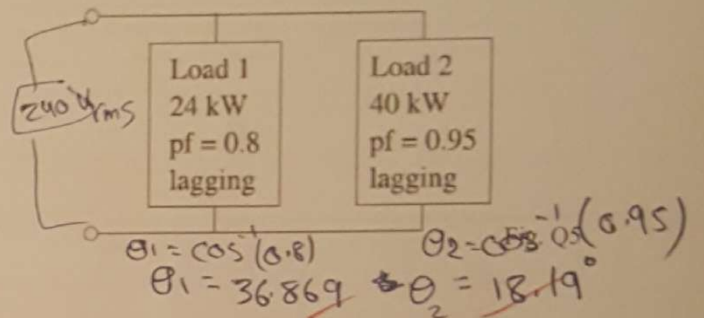 240 Vrms
Load 1
24 kW
pf = 0.8
lagging
Load 2
40 kW
pf = 0.95
lagging
θ1 = cos⁻¹(0.8)
θ1 = 36.869
θ2 = cos⁻¹(0.95)
θ2 = 18.19°